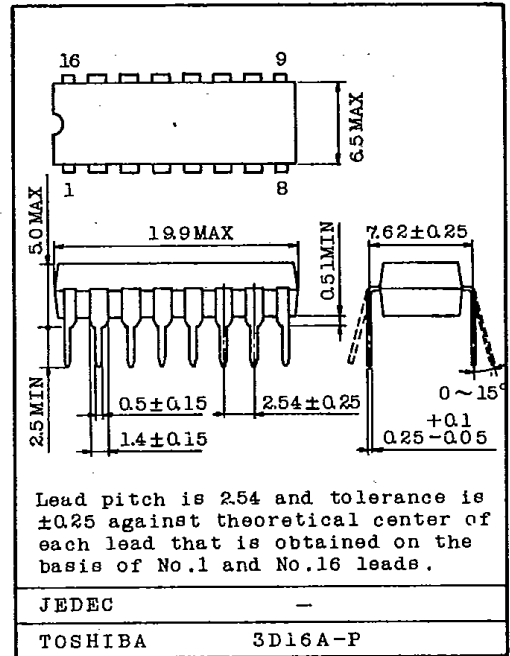 16 9
6.5MAX
1 8
5.0MAX
19.9MAX
0.51MIN
7.62±0.25
2.5MIN
0.5±0.15
2.54±0.25
0~15°
1.4±0.15
+0.1
0.25-0.05
Lead pitch is 2.54 and tolerance is
±0.25 against theoretical center of
each lead that is obtained on the
basis of No.1 and No.16 leads.
JEDEC —
TOSHIBA 3D16A-P